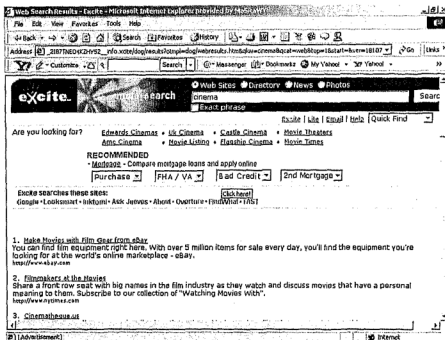 Web Search Results - Excite - Microsoft Internet Explorer provided by
File Edit View Favorites Tools Help
Back Search Favorites History
Address Go Links
Customize Search Messenger Bookmarks My Yahoo! Yahoo!
excite search Web Sites Directory News Photos
cinema Search
Exact phrase
Excite | Lite | Email | Help Quick Find
Are you looking for? Edwards Cinemas Uk Cinema Castle Cinema Movie Theaters
Amc Cinema Movie Listing Flagship Cinema Movie Times
RECOMMENDED
Mortgage - Compare mortgage loans and apply online
Purchase FHA / VA Bad Credit 2nd Mortgage
Click here!
Excite searches these sites:
Google Looksmart Inktomi Ask Jeeves About Overture FindWhat FAST
1. Make Movies with Film Gear from eBay
You can find film equipment right here. With over 5 million items for sale every day, you'll find the equipment you're
looking for at the world's online marketplace - eBay.
http://www.ebay.com
2. Filmmakers at the Movies
Share a front row seat with big names in the film industry as they watch and discuss movies that have a personal
meaning to them. Subscribe to our collection of "Watching Movies With".
http://www.nytimes.com
3. Cinematheque.us
[Advertisement] Internet